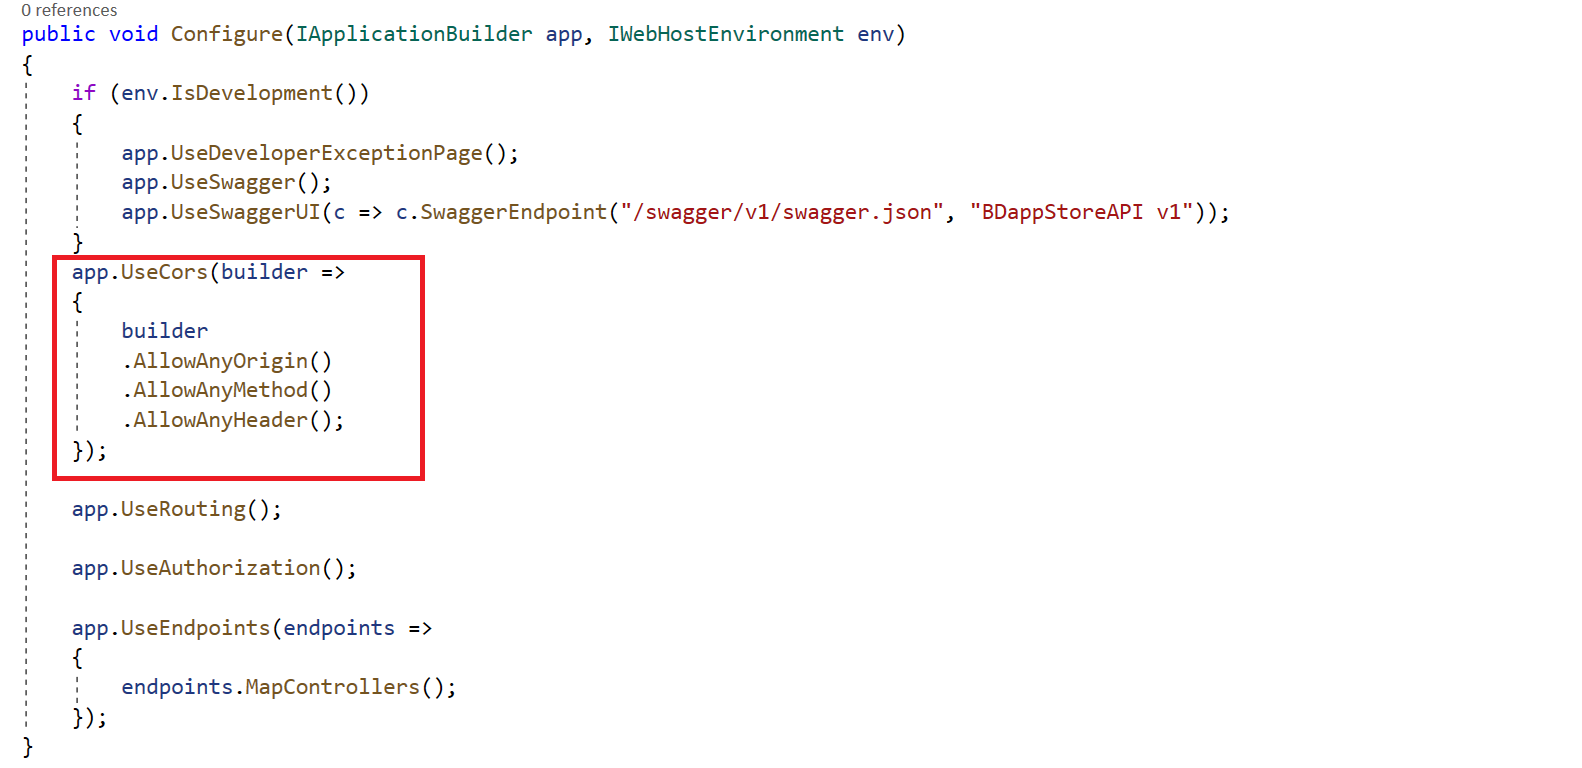 0 references
public void Configure(IApplicationBuilder app, IWebHostEnvironment env)
{
    if (env.IsDevelopment())
    {
        app.UseDeveloperExceptionPage();
        app.UseSwagger();
        app.UseSwaggerUI(c => c.SwaggerEndpoint("/swagger/v1/swagger.json", "BDappStoreAPI v1"));
    }
    app.UseCors(builder =>
    {
        builder
        .AllowAnyOrigin()
        .AllowAnyMethod()
        .AllowAnyHeader();
    });
    app.UseRouting();
    app.UseAuthorization();
    app.UseEndpoints(endpoints =>
    {
        endpoints.MapControllers();
    });
}